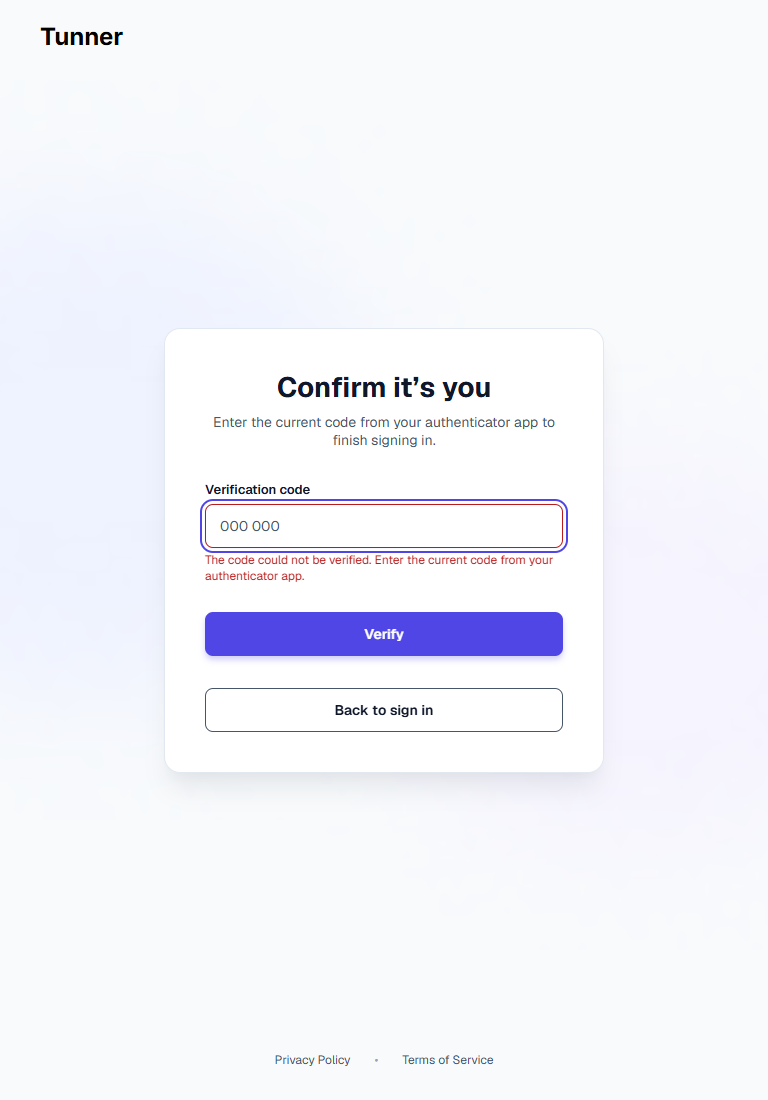 Tunner
Confirm it’s you
Enter the current code from your authenticator app to
finish signing in.
Verification code
000 000
The code could not be verified. Enter the current code from your
authenticator app.
Verify
Back to sign in
Privacy Policy • Terms of Service